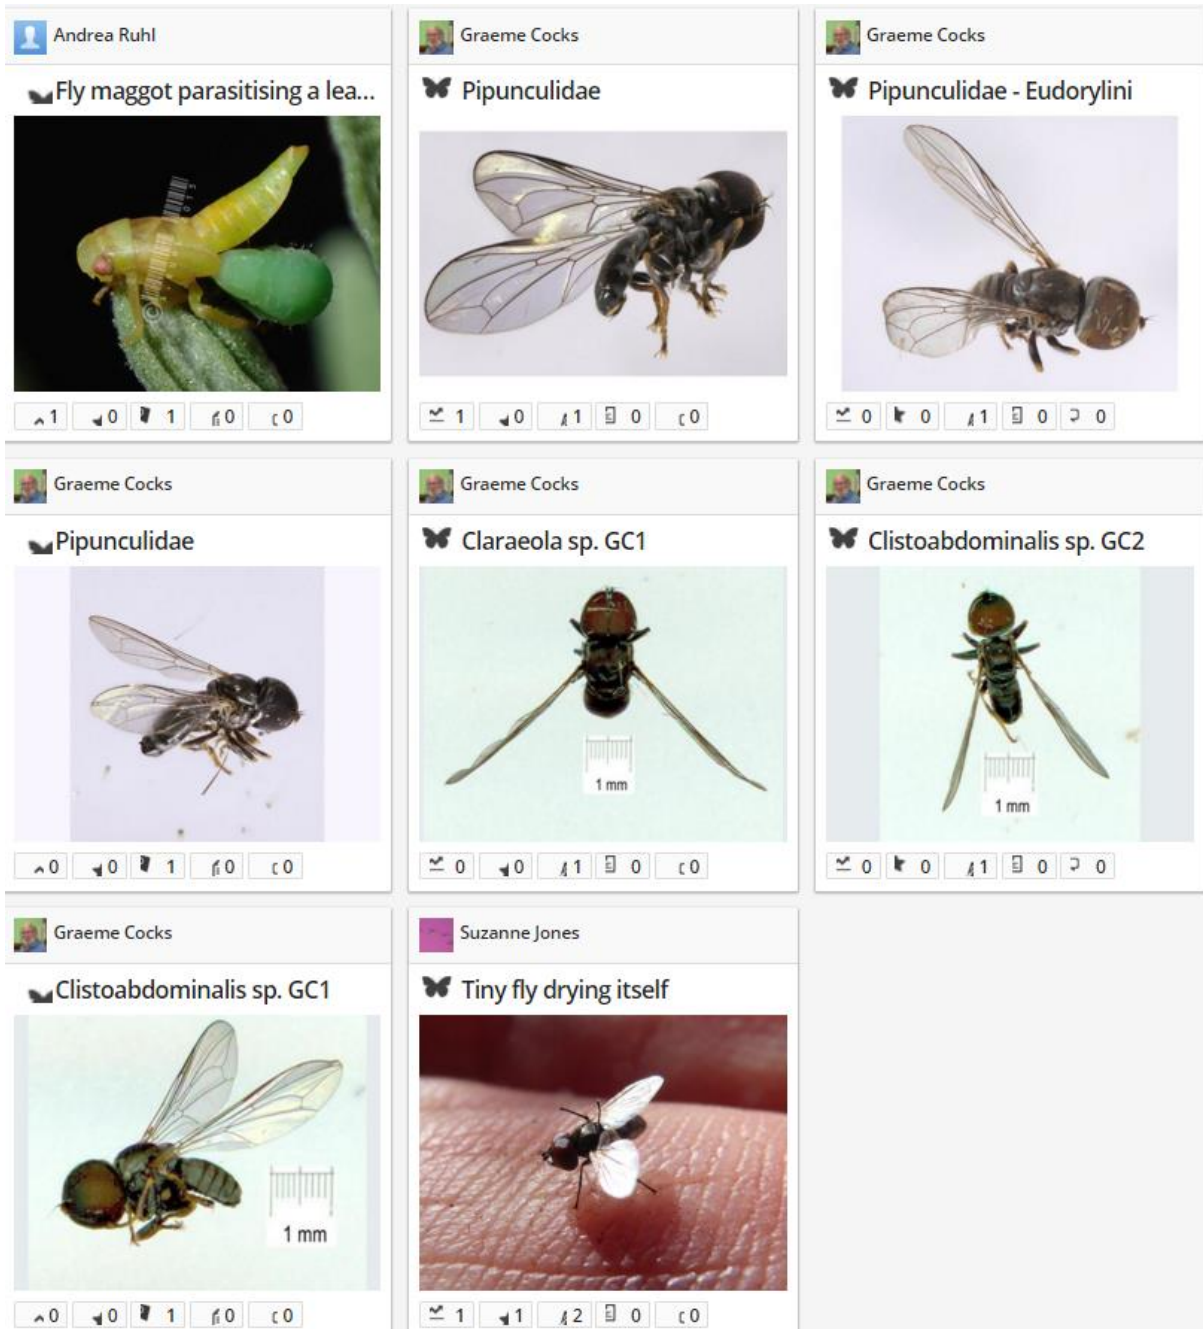 Andrea Ruhl
Fly maggot parasitising a lea...
1 0 1 0 0
Graeme Cocks
Pipunculidae
1 0 1 0 0
Graeme Cocks
Pipunculidae - Eudorylini
0 0 1 0 0
Graeme Cocks
Pipunculidae
0 0 1 0 0
Graeme Cocks
Claraeola sp. GC1
1 mm
0 0 1 0 0
Graeme Cocks
Clistoabdominalis sp. GC2
1 mm
0 0 1 0 0
Graeme Cocks
Clistoabdominalis sp. GC1
1 mm
0 0 1 0 0
Suzanne Jones
Tiny fly drying itself
1 1 2 0 0